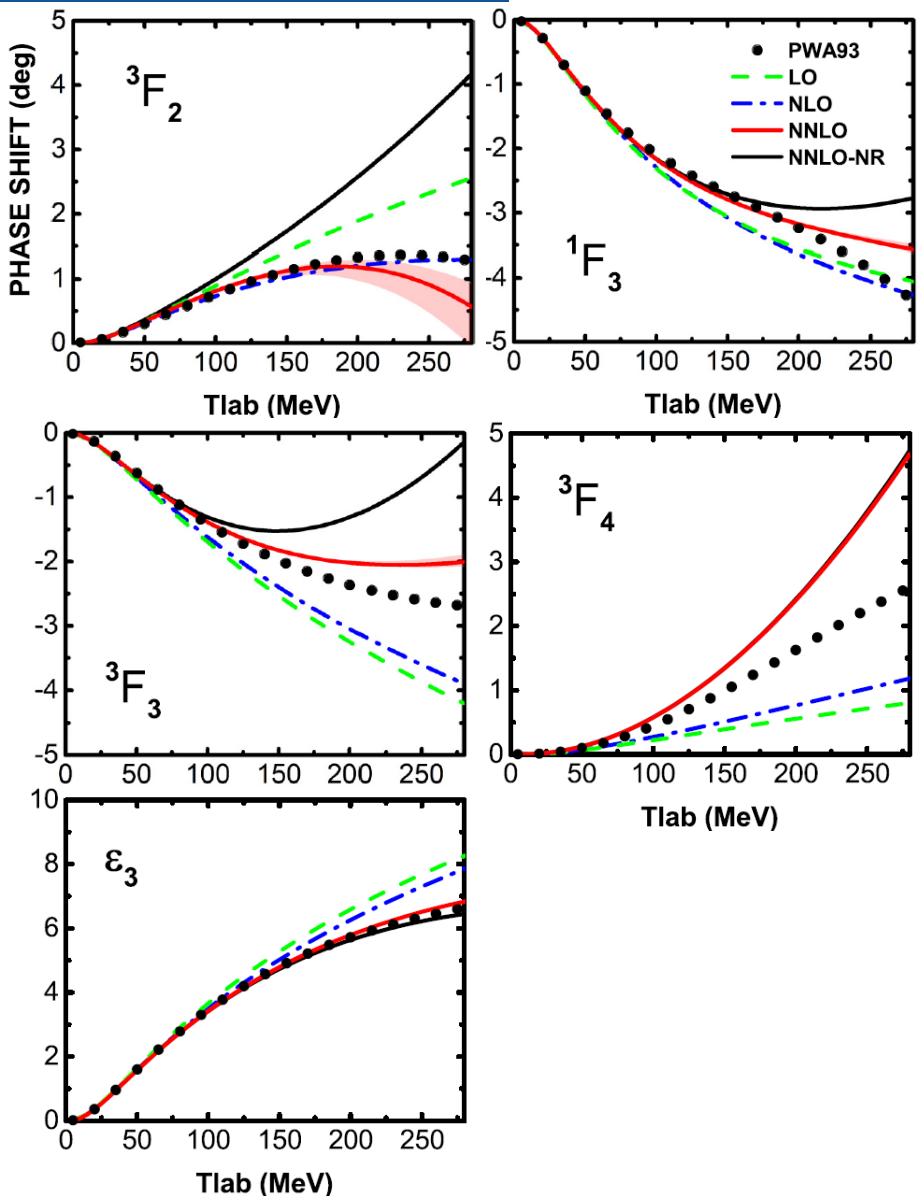 PHASE SHIFT (deg)
5
4
3
2
1
0
³F₂
0 50 100 150 200 250
Tlab (MeV)
0
-1
-2
-3
-4
-5
PWA93
LO
NLO
NNLO
NNLO-NR
¹F₃
0 50 100 150 200 250
Tlab (MeV)
0
-1
-2
-3
-4
-5
³F₃
0 50 100 150 200 250
Tlab (MeV)
5
4
3
2
1
0
³F₄
0 50 100 150 200 250
Tlab (MeV)
10
8
6
4
2
0
ε₃
0 50 100 150 200 250
Tlab (MeV)